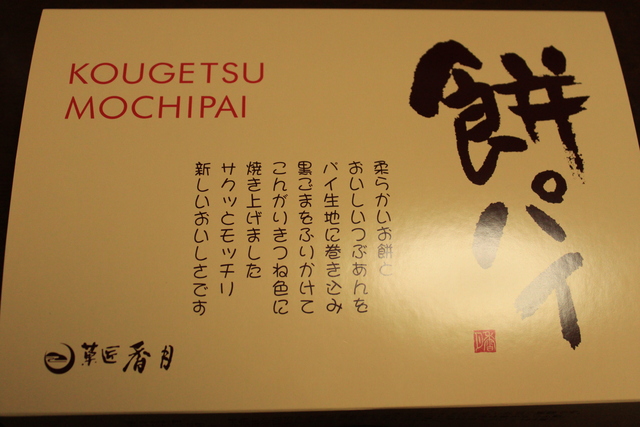 KOUGETSU
MOCHIPAI
餅パイ
柔らかいお餅と
おいしいつぶあんを
パイ生地に巻き込み
黒ごまをふりかけて
こんがりきつね色に
焼き上げました
サクッとモッチリ
新しいおいしさです
菓匠香月